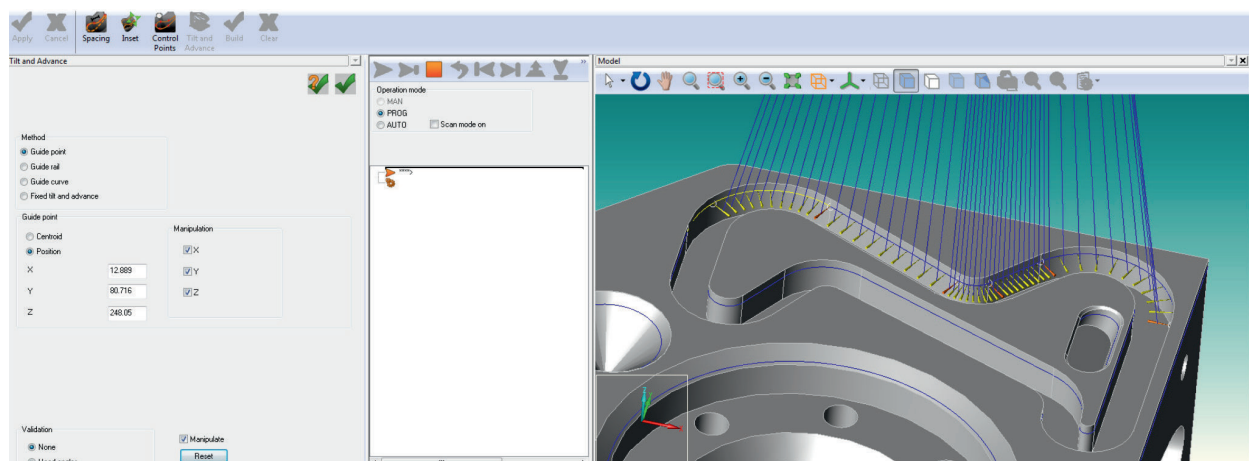 Apply Cancel Spacing Inset Control Points Tilt and Advance Build Clear
Tilt and Advance
Method
Guide point
Guide rail
Guide curve
Fixed tilt and advance
Guide point
Centroid
Position
X 12.889
Y 80.716
Z 248.05
Manipulation
X
Y
Z
Validation
None
Manipulate
Reset
Operation mode
MAN
PROG
AUTO
Scan mode on
Model